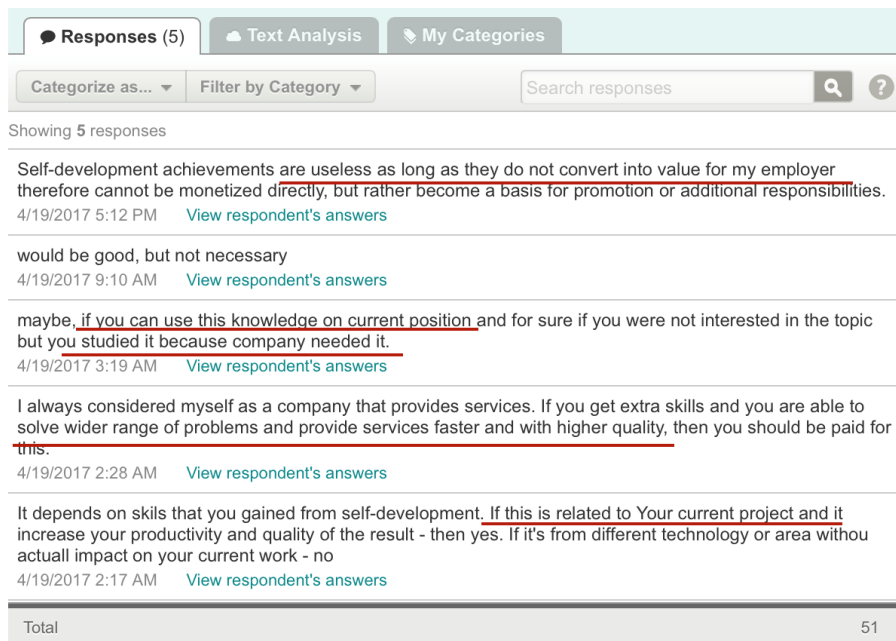 Responses (5)
Text Analysis
My Categories
Categorize as...
Filter by Category
Search responses
?
Showing 5 responses
Self-development achievements are useless as long as they do not convert into value for my employer
therefore cannot be monetized directly, but rather become a basis for promotion or additional responsibilities.
4/19/2017 5:12 PM View respondent's answers
would be good, but not necessary
4/19/2017 9:10 AM View respondent's answers
maybe, if you can use this knowledge on current position and for sure if you were not interested in the topic
but you studied it because company needed it.
4/19/2017 3:19 AM View respondent's answers
I always considered myself as a company that provides services. If you get extra skills and you are able to
solve wider range of problems and provide services faster and with higher quality, then you should be paid for
this.
4/19/2017 2:28 AM View respondent's answers
It depends on skils that you gained from self-development. If this is related to Your current project and it
increase your productivity and quality of the result - then yes. If it's from different technology or area withou
actuall impact on your current work - no
4/19/2017 2:17 AM View respondent's answers
Total 51